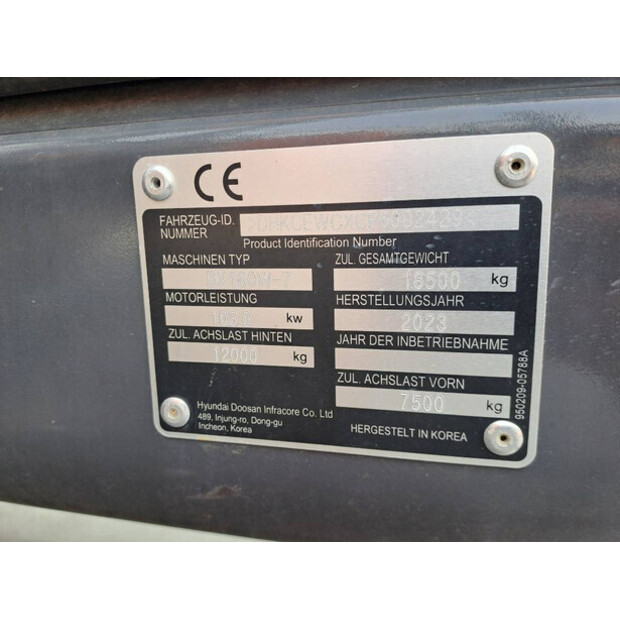 CE
FAHRZEUG-ID.
NUMMER
Product Identification Number
MASCHINEN TYP
MOTORLEISTUNG
kw
ZUL. ACHSLAST HINTEN
12000 kg
ZUL. GESAMTGEWICHT
16500 kg
HERSTELLUNGSJAHR
2023
JAHR DER INBETRIEBNAHME
ZUL. ACHSLAST VORN
7500 kg
Hyundai Doosan Infracore Co. Ltd
489, Injung-ro, Dong-gu
Incheon, Korea
HERGESTELT IN KOREA
950209-05788A